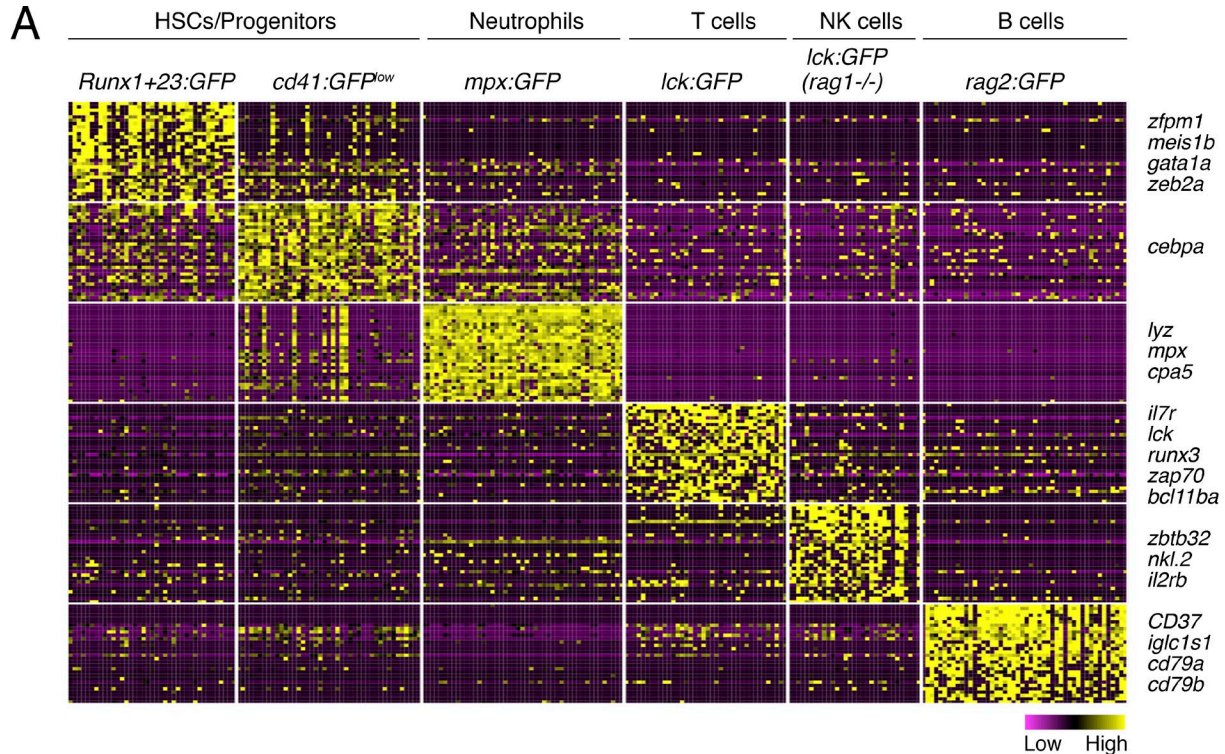 A
HSCs/Progenitors
Neutrophils
T cells
NK cells
B cells
Runx1+23:GFP
cd41:GFPlow
mpx:GFP
lck:GFP
lck:GFP
(rag1-/-)
rag2:GFP
zfpm1
meis1b
gata1a
zeb2a
cebpa
lyz
mpx
cpa5
il7r
lck
runx3
zap70
bcl11ba
zbtb32
nkl.2
il2rb
CD37
iglc1s1
cd79a
cd79b
Low
High